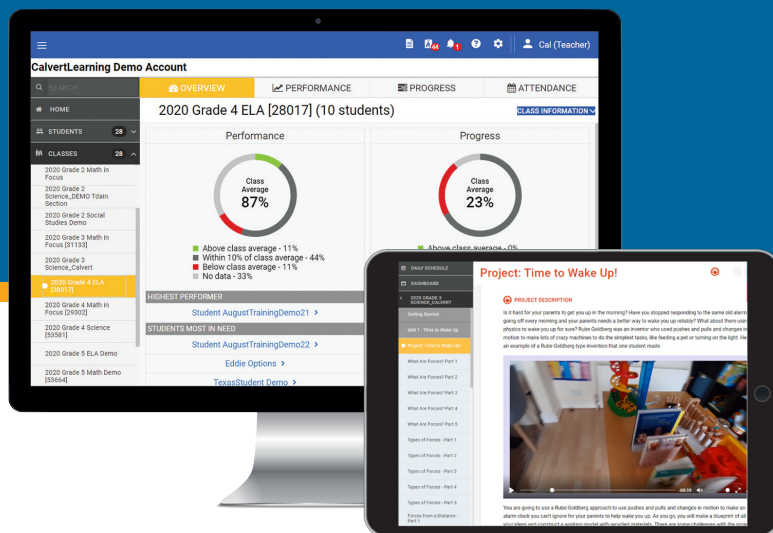 44
1
Cal (Teacher)
CalvertLearning Demo Account
SEARCH
OVERVIEW
PERFORMANCE
PROGRESS
ATTENDANCE
HOME
STUDENTS 28
CLASSES 28
2020 Grade 2 Math in
Focus
2020 Grade 2
Science_DEMO Tdain
Section
2020 Grade 2 Social
Studies Demo
2020 Grade 3 Math in
Focus [31133]
2020 Grade 3
Science_Calvert
2020 Grade 4 ELA
[28017]
2020 Grade 4 Math in
Focus [29302]
2020 Grade 4 Science
[53581]
2020 Grade 5 ELA Demo
2020 Grade 5 Math Demo
[53664]
2020 Grade 4 ELA [28017] (10 students)
CLASS INFORMATION
Performance
Class
Average
87%
Above class average - 11%
Within 10% of class average - 44%
Below class average - 11%
No data - 33%
Progress
Class
Average
23%
Above class average - 0%
HIGHEST PERFORMER
Student AugustTrainingDemo21 >
STUDENTS MOST IN NEED
Student AugustTrainingDemo22 >
Eddie Options >
TexasStudent Demo >
DAILY SCHEDULE
DASHBOARD
2020 GRADE 3
SCIENCE_CALVERT
Getting Started
Unit 1 - Time to Wake Up
Project: Time to Wake Up!
What Are Forces? Part 1
What Are Forces? Part 2
What Are Forces? Part 3
What Are Forces? Part 4
What Are Forces? Part 5
Types of Forces - Part 1
Types of Forces - Part 2
Types of Forces - Part 3
Types of Forces - Part 4
Types of Forces - Part 5
Forces from a Distance -
Part 1
Project: Time to Wake Up!
PROJECT DESCRIPTION
Is it hard for your parents to get you up in the morning? Have you stopped responding to the same old alarm
going off every morning and your parents needs a better way to wake you up reliably? What about them using
physics to wake you up for sure? Rube Goldberg was an inventor who used pushes and pulls and changes in
motion to make lots of crazy machines to do the simplest tasks, like feeding a pet or turning on the light. He
an example of a Rube Goldberg type invention that one student made.
00:23
You are going to use a Rube Goldberg approach to use pushes and pulls and changes in motion to make an
alarm clock you can't ignore for your parents to help wake you up. As you go, you will make a blueprint of all
your ideas and construct a working model with recycled materials. There are some challenges with the